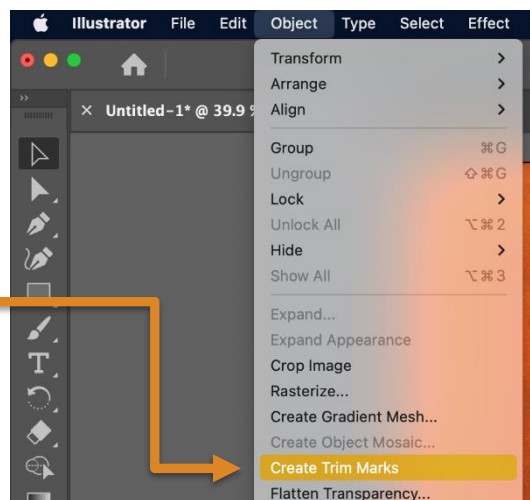 Illustrator File Edit Object Type Select Effect
× Untitled-1* @ 39.9 %
Transform >
Arrange >
Align >
Group ⌘G
Ungroup ⇧⌘G
Lock >
Unlock All ⌥⌘2
Hide >
Show All ⌥⌘3
Expand...
Expand Appearance
Crop Image
Rasterize...
Create Gradient Mesh...
Create Object Mosaic...
Create Trim Marks
Flatten Transparency...